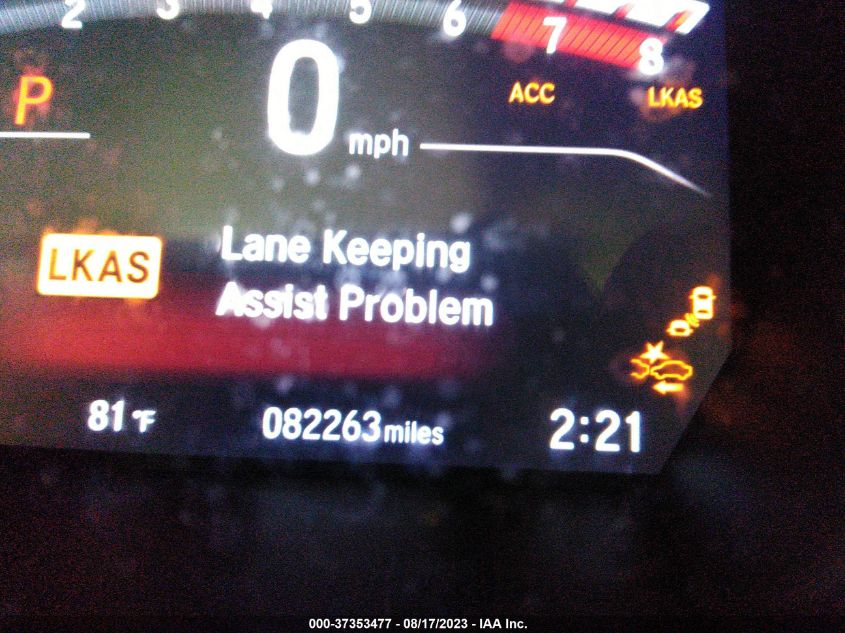 2 3 4 5 6 7 8
P
0 mph
ACC LKAS
LKAS
Lane Keeping
Assist Problem
81°F 082263 miles 2:21
000-37353477 - 08/17/2023 - IAA Inc.